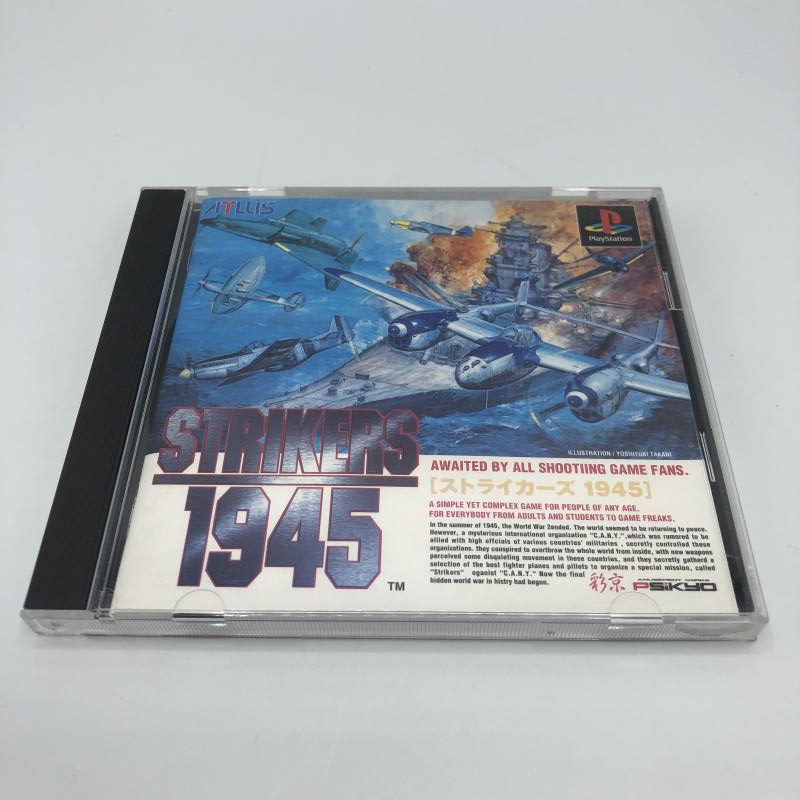 ATLUS
PlayStation
STRIKERS
1945
TM
ILLUSTRATION / YOSHIYUKI TAKANI
AWAITED BY ALL SHOOTIING GAME FANS.
[ストライカーズ 1945]
A SIMPLE YET COMPLEX GAME FOR PEOPLE OF ANY AGE.
FOR EVERYBODY FROM ADULTS AND STUDENTS TO GAME FREAKS.
In the summer of 1945, the World War 2ended. The world seemed to be returning to peace.
However, a mysterious international organization "C.A.N.Y.",which was rumored to be
allied with high offcials of various countries' militaries , secretly controlled these
organizations. they conspired to overthrow the whole world from inside, with new weapons
perceived some disquieting movement in these countries, and they secretly gathered a
selection of the best fighter planes and pilots to organize a special mission, called
"Strikers" oganist "C.A.N.Y." Now the final
hidden world war in histry had begun.
彩京
AMUSEMENT WORKS
PSIKYO